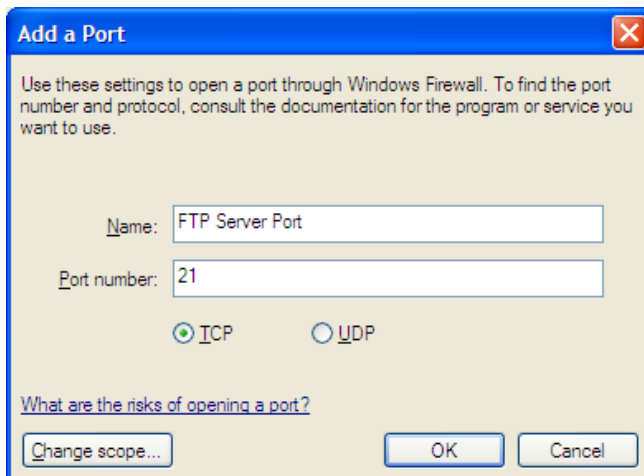 Add a Port
Use these settings to open a port through Windows Firewall. To find the port
number and protocol, consult the documentation for the program or service you
want to use.
Name: FTP Server Port
Port number: 21
TCP UDP
What are the risks of opening a port?
Change scope... OK Cancel